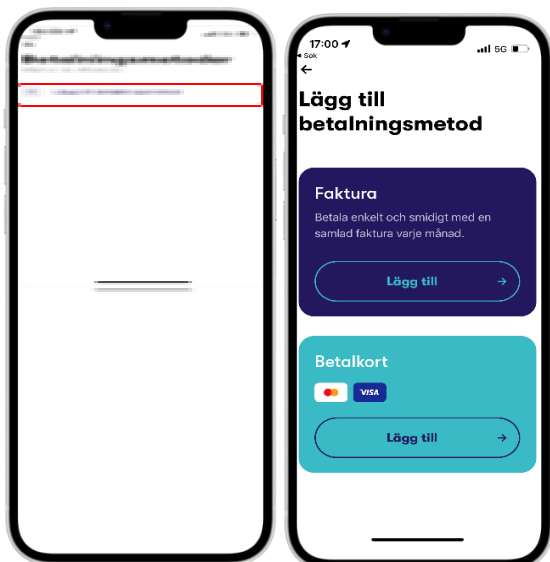 17:00
5G
Sök
Lägg till
betalningsmetod
Faktura
Betala enkelt och smidigt med en
samlad faktura varje månad.
Lägg till
Betalkort
VISA
Lägg till